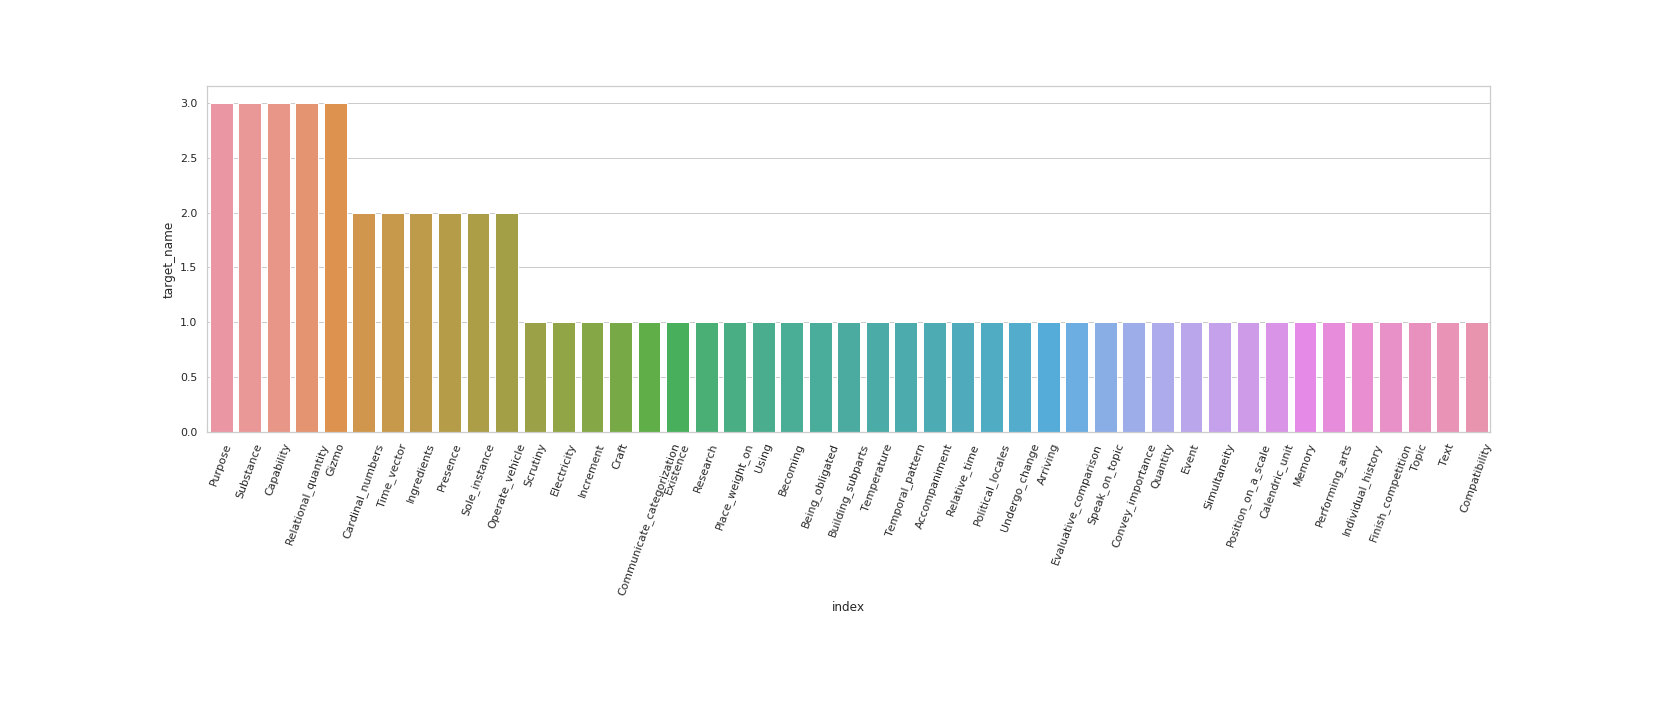 3.0
2.5
2.0
1.5
1.0
0.5
0.0
target_name
Purpose
Substance
Capability
Relational_quantity
Gizmo
Cardinal_numbers
Time_vector
Ingredients
Presence
Sole_instance
Operate_vehicle
Scrutiny
Electricity
Increment
Craft
Communicate_categorization
Existence
Research
Place_weight_on
Using
Becoming
Being_obligated
Building_subparts
Temperature
Temporal_pattern
Accompaniment
Relative_time
Political_locales
Undergo_change
Arriving
Evaluative_comparison
Speak_on_topic
Convey_importance
Quantity
Event
Simultaneity
Position_on_a_scale
Calendric_unit
Memory
Performing_arts
Individual_history
Finish_competition
Topic
Text
Compatibility
index